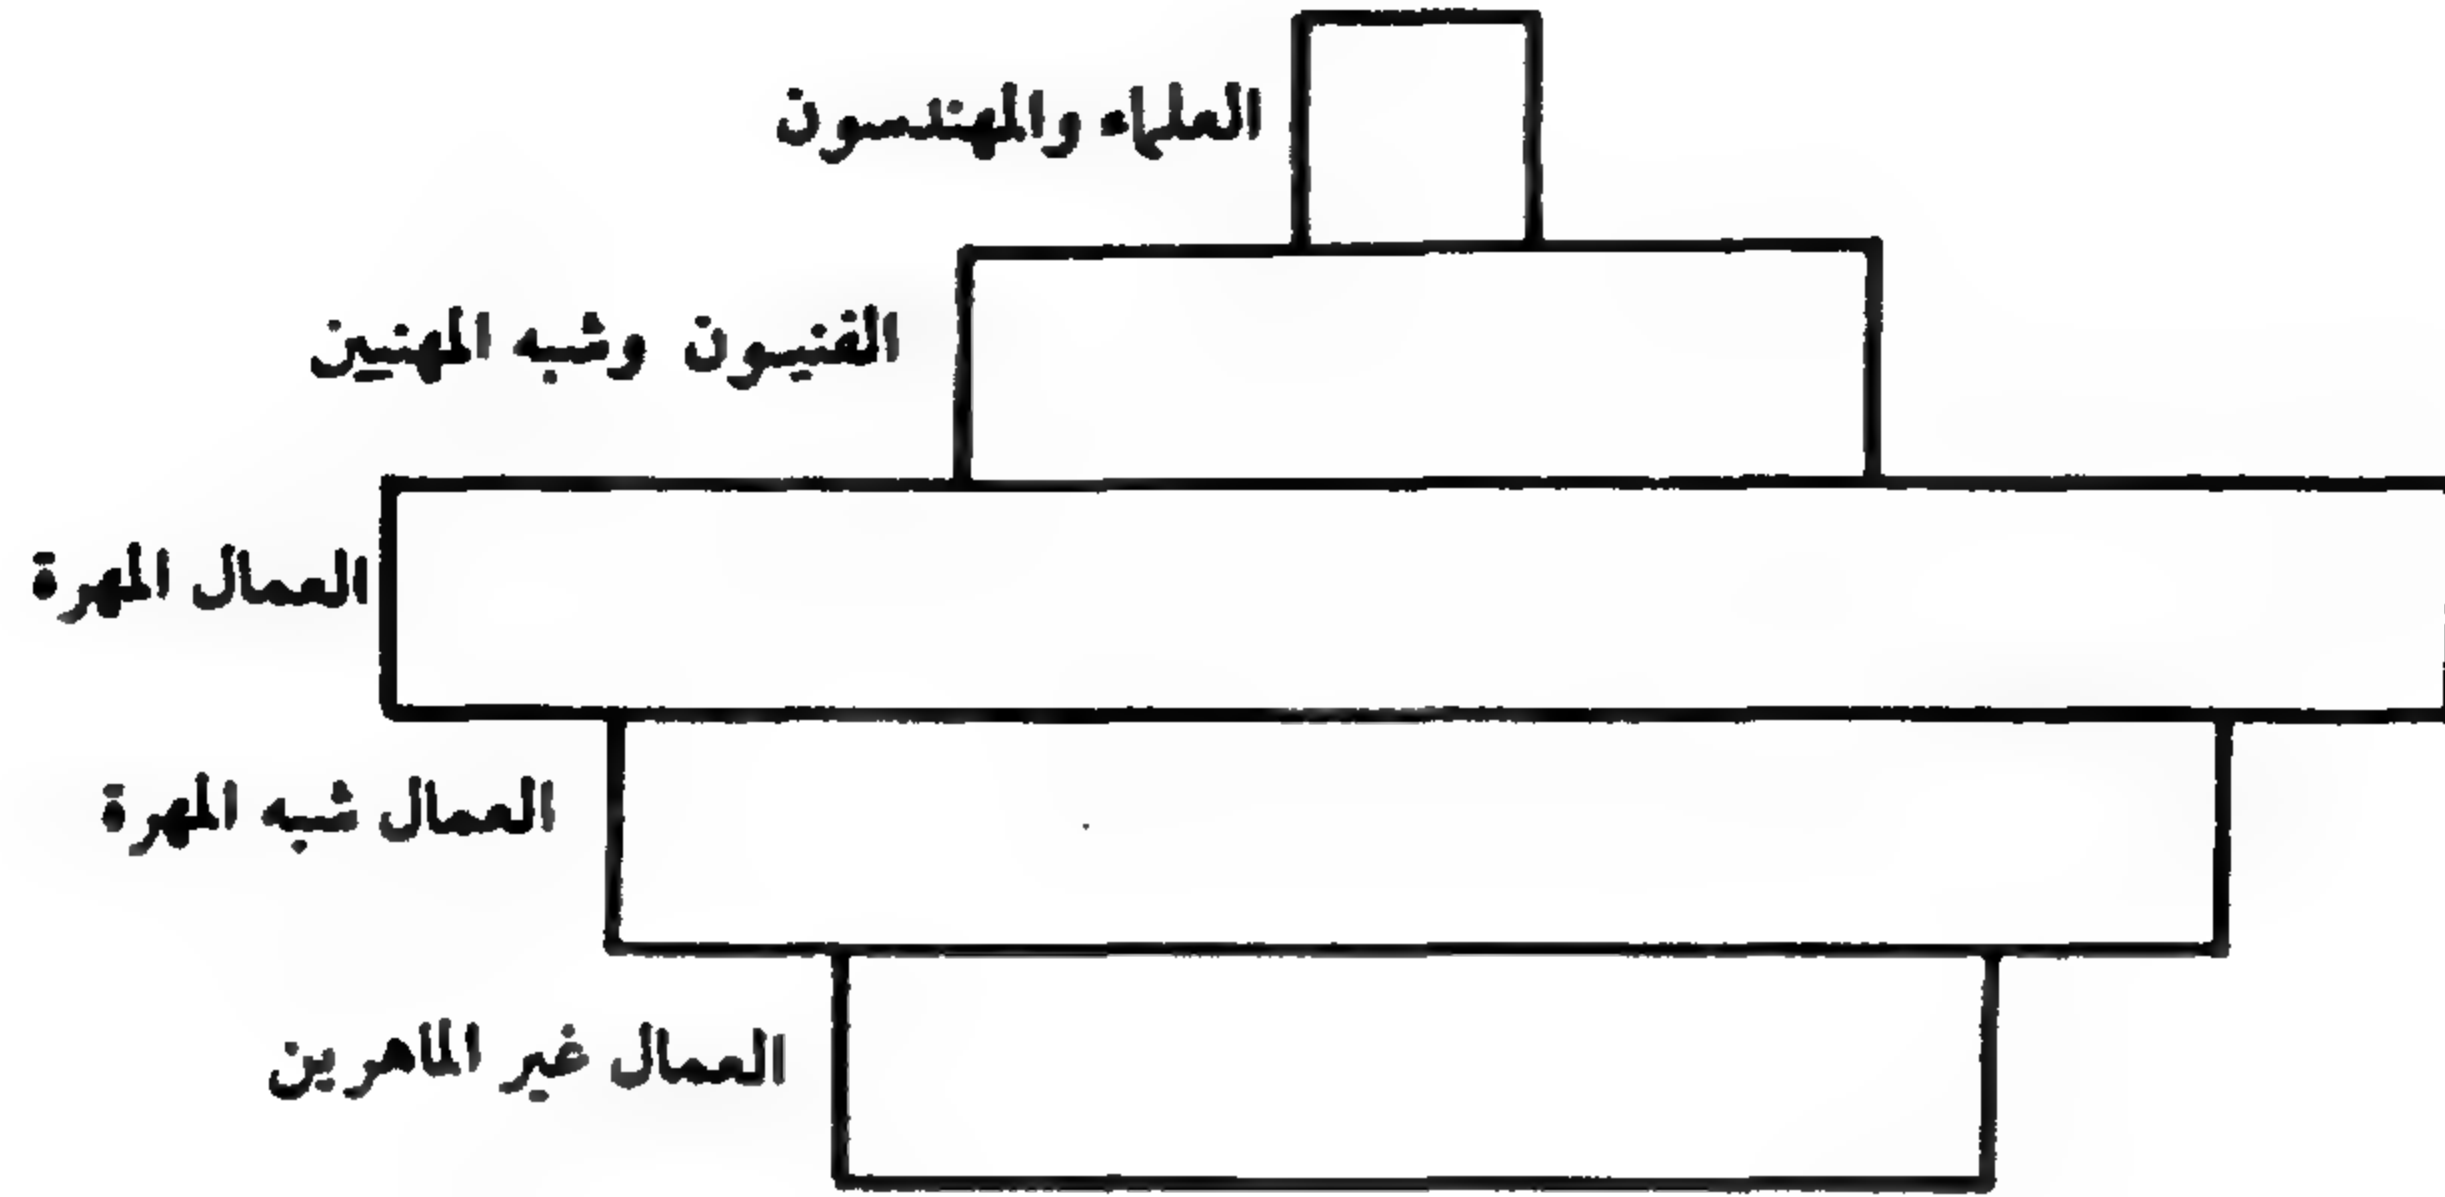 العلماء والمهندسون
الفنيون وشبه المهنيين
العمال المهرة
العمال شبه المهرة
العمال غير الماهرين